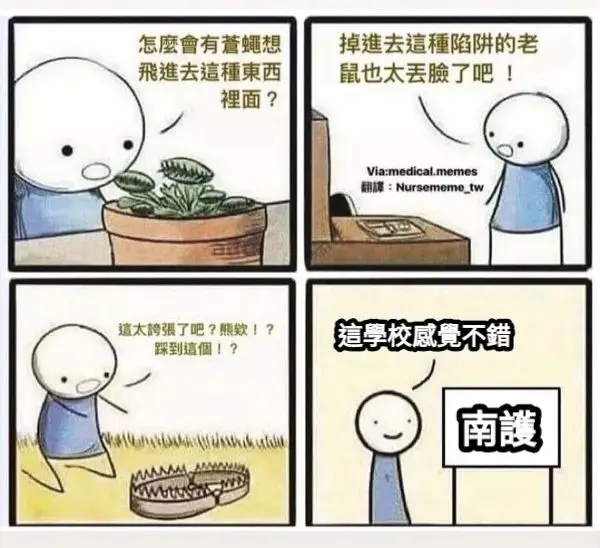 怎麼會有蒼蠅想
飛進去這種東西
裡面？
掉進去這種陷阱的老
鼠也太丟臉了吧 ！
Via:medical.memes
翻譯：Nursememe_tw
這太誇張了吧？熊欸！？
踩到這個！？
這學校感覺不錯
南護